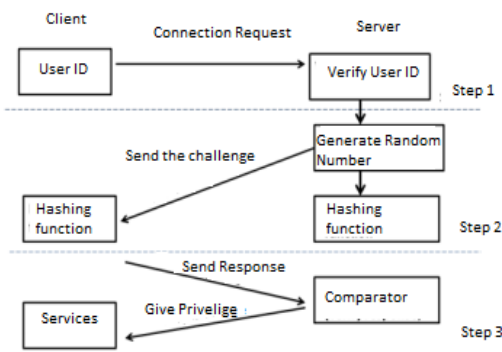 Client
Server
Connection Request
User ID
Verify User ID
Step 1
Generate Random
Number
Send the challenge
Hashing
function
Hashing
function
Step 2
Send Response
Give Privelige
Comparator
Services
Step 3